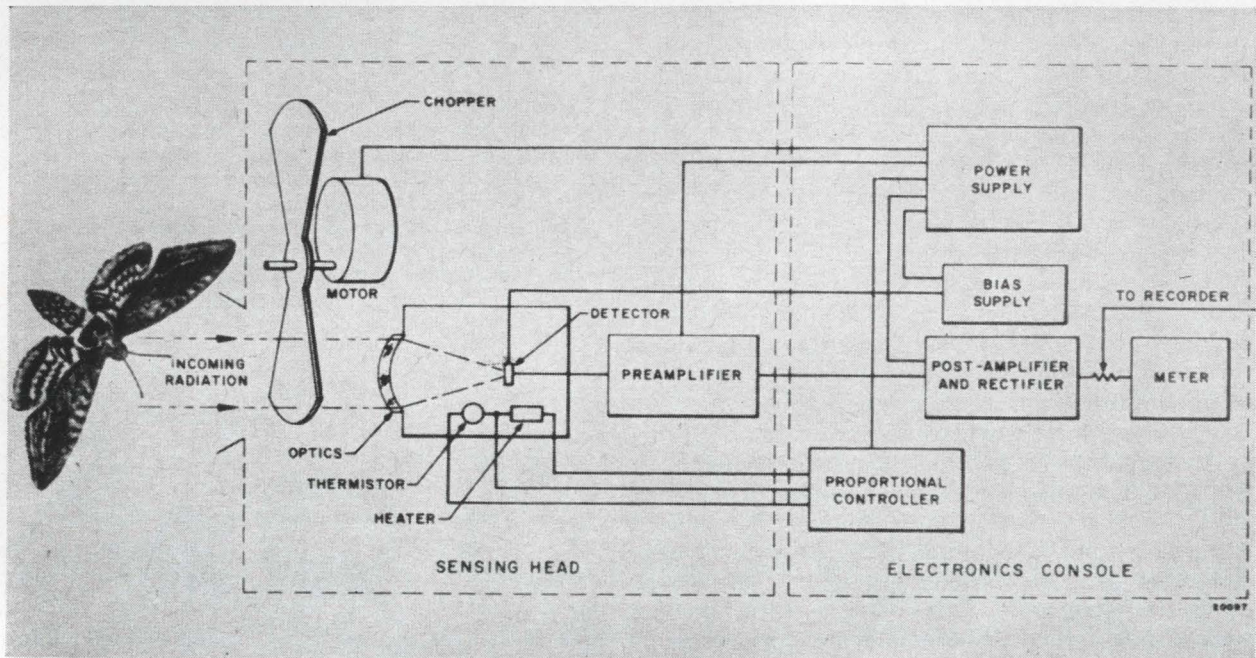 CHOPPER
POWER
SUPPLY
MOTOR
BIAS
SUPPLY
TO RECORDER
DETECTOR
INCOMING
RADIATION
PREAMPLIFIER
POST-AMPLIFIER
AND RECTIFIER
METER
OPTICS
THERMISTOR
HEATER
PROPORTIONAL
CONTROLLER
SENSING HEAD
ELECTRONICS CONSOLE